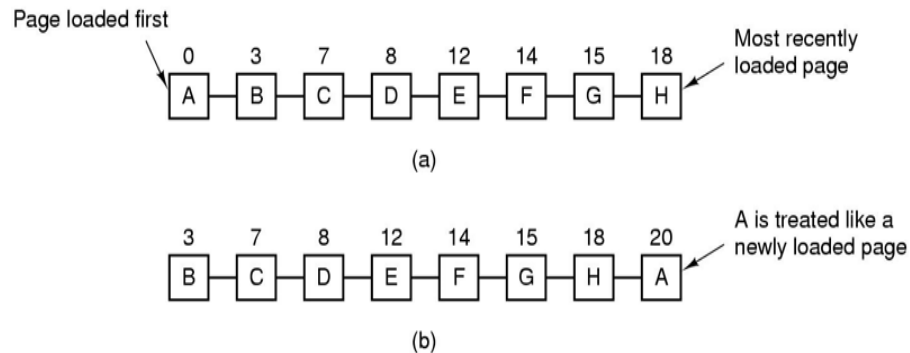 Page loaded first
0 3 7 8 12 14 15 18
Most recently
loaded page
A B C D E F G H
(a)
3 7 8 12 14 15 18 20
A is treated like a
newly loaded page
B C D E F G H A
(b)